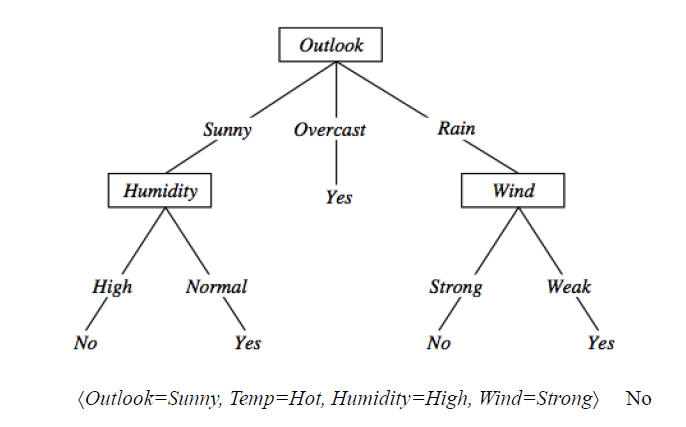 Outlook
Sunny Overcast Rain
Humidity Yes Wind
High Normal Strong Weak
No Yes No Yes
⟨Outlook=Sunny, Temp=Hot, Humidity=High, Wind=Strong⟩ No